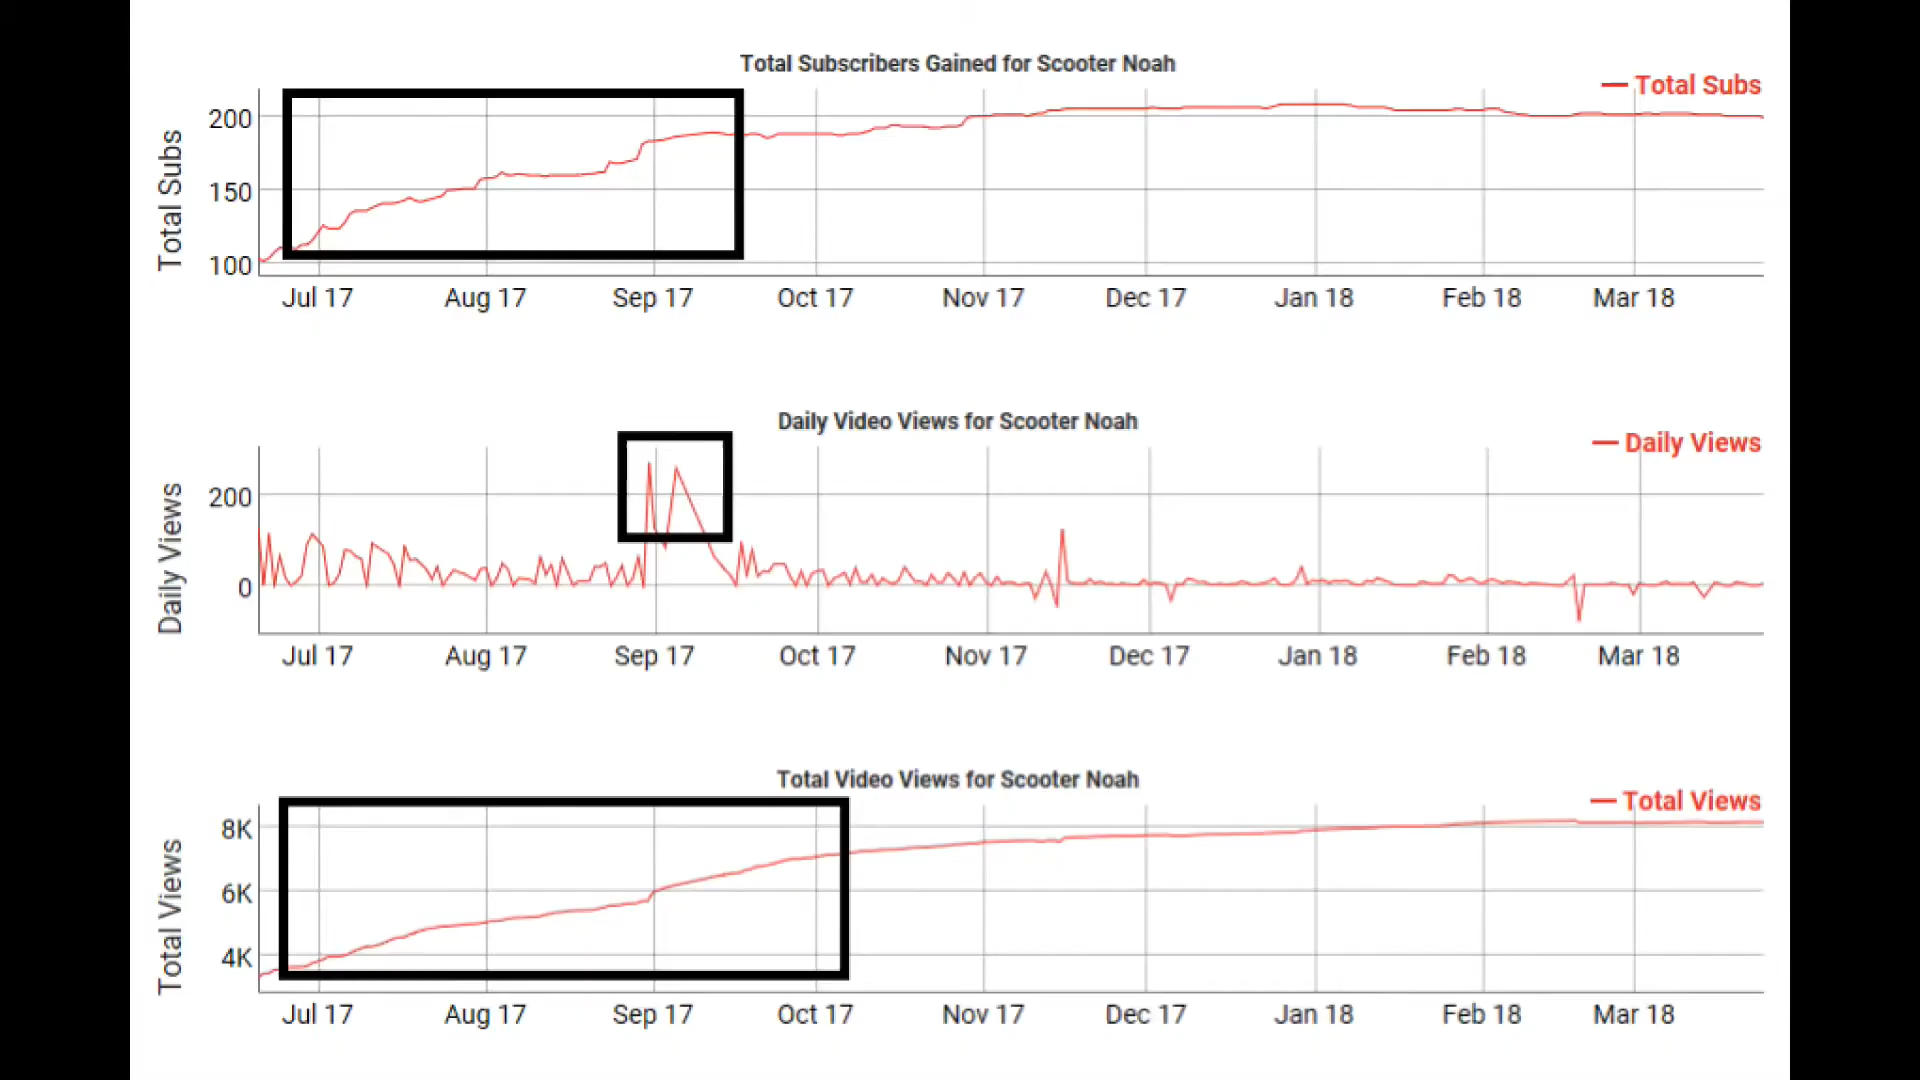 Total Subscribers Gained for Scooter Noah
Total Subs
Total Subs
200
150
100
Jul 17 Aug 17 Sep 17 Oct 17 Nov 17 Dec 17 Jan 18 Feb 18 Mar 18
Daily Video Views for Scooter Noah
Daily Views
Daily Views
200
0
Jul 17 Aug 17 Sep 17 Oct 17 Nov 17 Dec 17 Jan 18 Feb 18 Mar 18
Total Video Views for Scooter Noah
Total Views
Total Views
8K
6K
4K
Jul 17 Aug 17 Sep 17 Oct 17 Nov 17 Dec 17 Jan 18 Feb 18 Mar 18